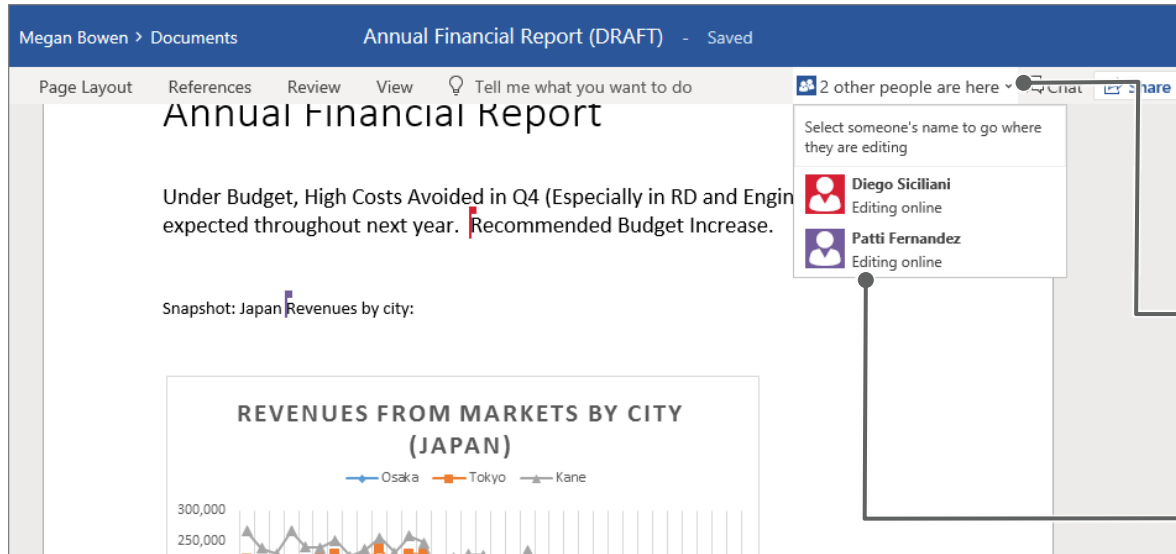 Megan Bowen > Documents Annual Financial Report (DRAFT) - Saved
Page Layout References Review View Tell me what you want to do 2 other people are here Chat Share
Annual Financial Report
Select someone's name to go where
they are editing
Diego Siciliani
Editing online
Patti Fernandez
Editing online
Under Budget, High Costs Avoided in Q4 (Especially in RD and Engin
expected throughout next year. Recommended Budget Increase.
Snapshot: Japan Revenues by city:
REVENUES FROM MARKETS BY CITY
(JAPAN)
Osaka Tokyo Kane
300,000
250,000